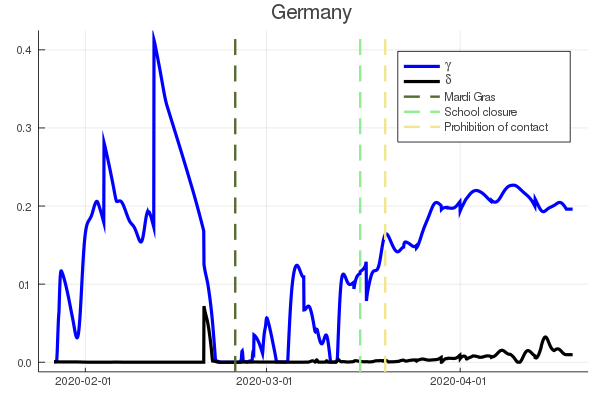 Germany
0.4
0.3
0.2
0.1
0.0
2020-02-01
2020-03-01
2020-04-01
γ
δ
Mardi Gras
School closure
Prohibition of contact